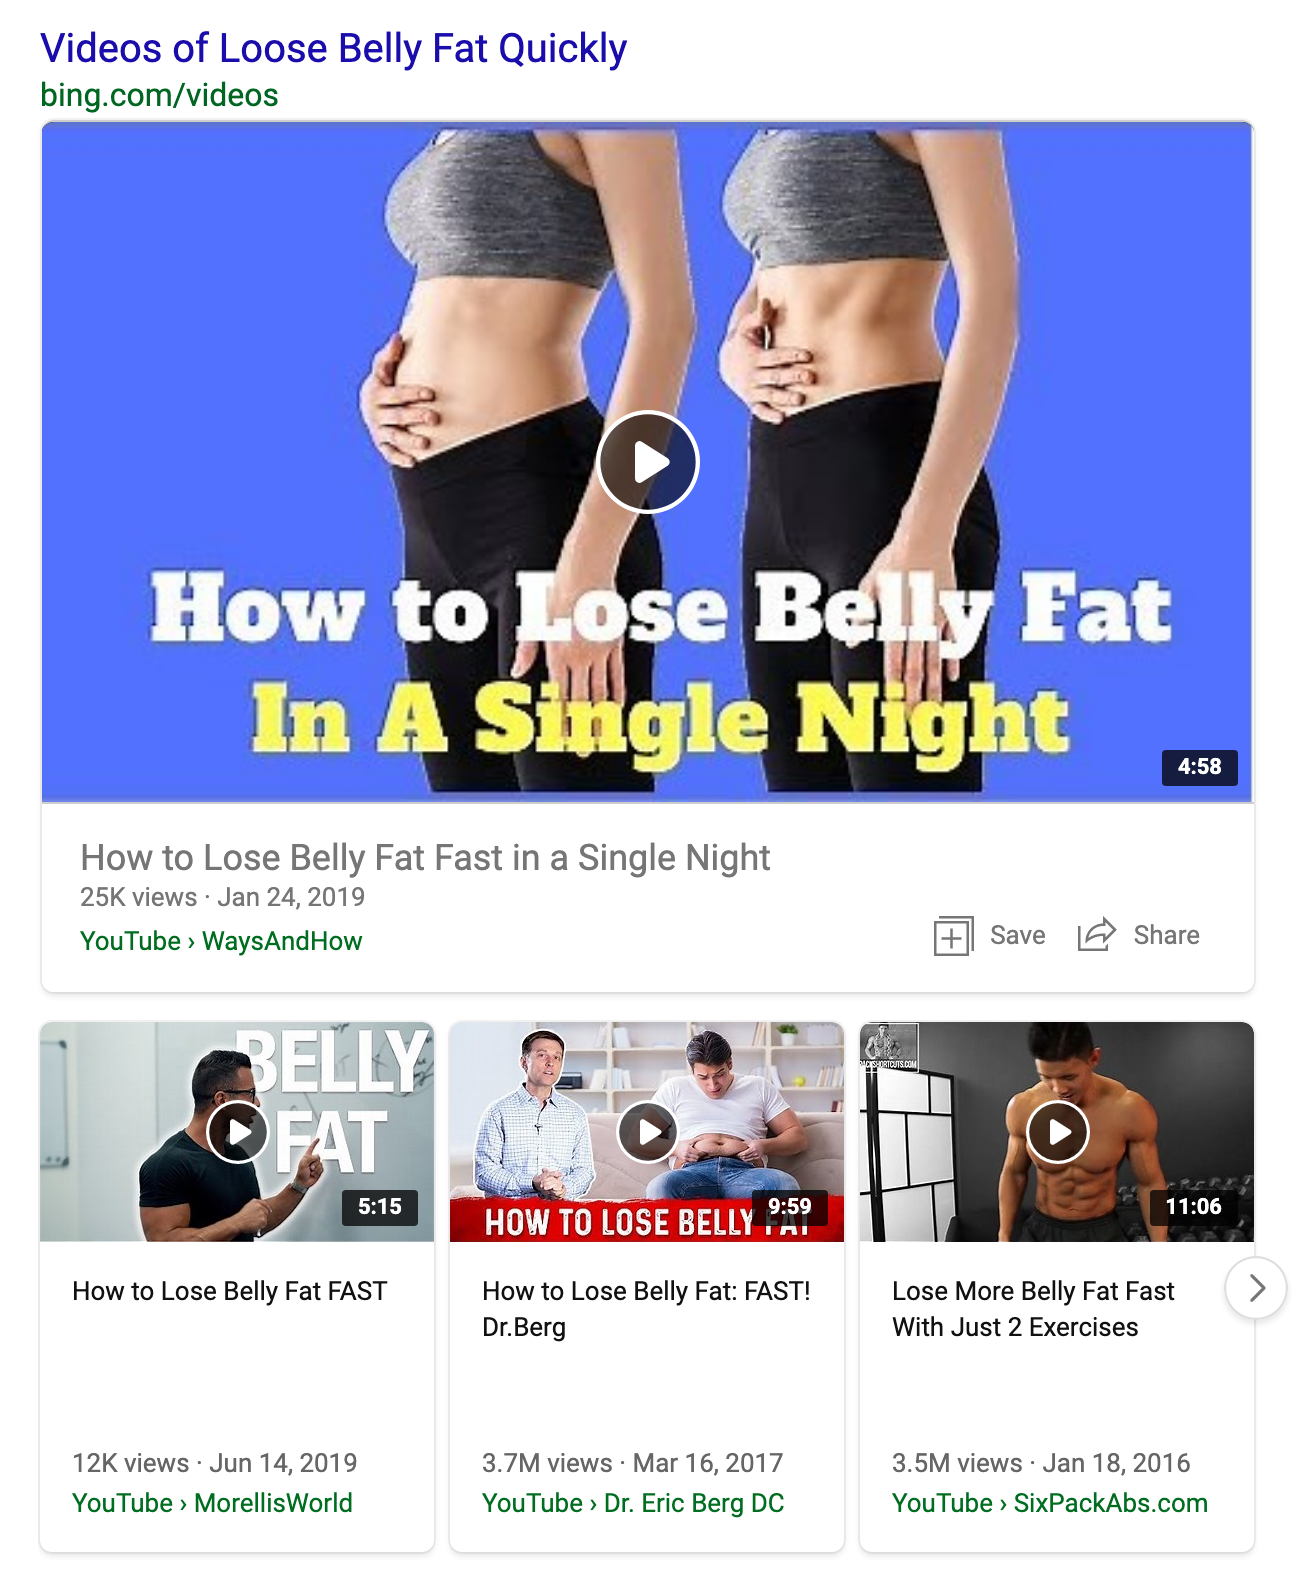 Videos of Loose Belly Fat Quickly
bing.com/videos
How to Lose Belly Fat
In A Single Night
4:58
How to Lose Belly Fat Fast in a Single Night
25K views · Jan 24, 2019
YouTube › WaysAndHow
Save
Share
BELLY
FAT
5:15
How to Lose Belly Fat FAST
12K views · Jun 14, 2019
YouTube › MorellisWorld
HOW TO LOSE BELLY FAT
9:59
How to Lose Belly Fat: FAST!
Dr.Berg
3.7M views · Mar 16, 2017
YouTube › Dr. Eric Berg DC
11:06
Lose More Belly Fat Fast
With Just 2 Exercises
3.5M views · Jan 18, 2016
YouTube › SixPackAbs.com